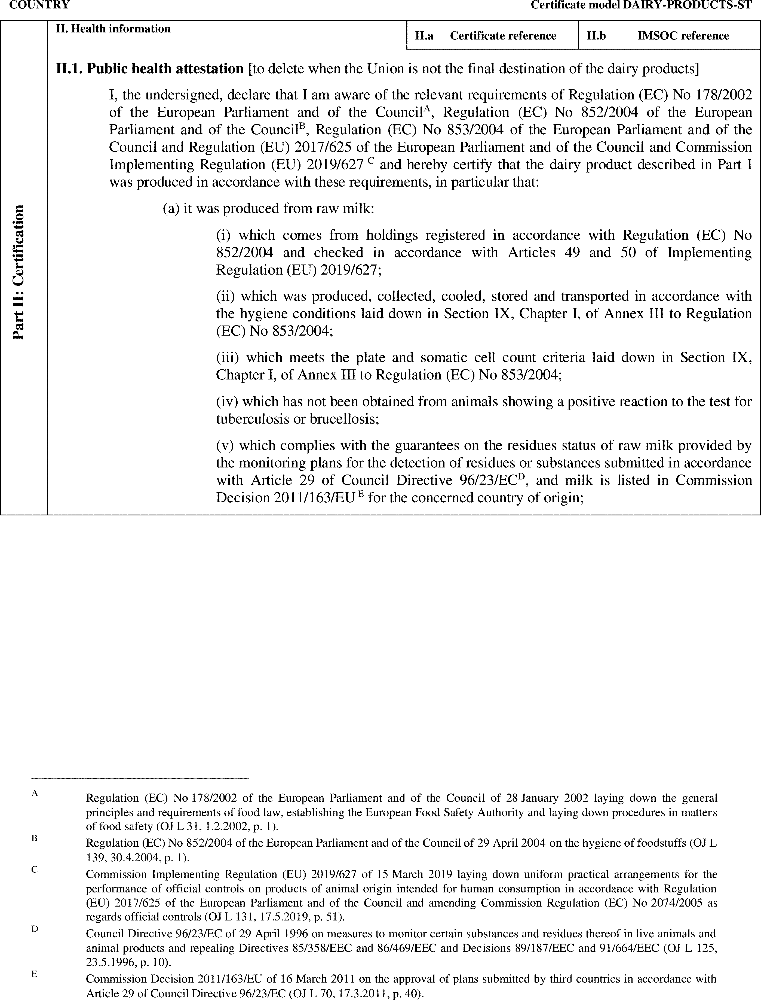 COUNTRY Certificate model DAIRY-PRODUCTS-ST
II. Health information
II.a Certificate reference II.b IMSOC reference
II.1. Public health attestation [to delete when the Union is not the final destination of the dairy products]
I, the undersigned, declare that I am aware of the relevant requirements of Regulation (EC) No 178/2002
of the European Parliament and of the Council^A, Regulation (EC) No 852/2004 of the European
Parliament and of the Council^B, Regulation (EC) No 853/2004 of the European Parliament and of the
Council and Regulation (EU) 2017/625 of the European Parliament and of the Council and Commission
Implementing Regulation (EU) 2019/627 ^C and hereby certify that the dairy product described in Part I
was produced in accordance with these requirements, in particular that:
(a) it was produced from raw milk:
(i) which comes from holdings registered in accordance with Regulation (EC) No
852/2004 and checked in accordance with Articles 49 and 50 of Implementing
Regulation (EU) 2019/627;
(ii) which was produced, collected, cooled, stored and transported in accordance with
the hygiene conditions laid down in Section IX, Chapter I, of Annex III to Regulation
(EC) No 853/2004;
(iii) which meets the plate and somatic cell count criteria laid down in Section IX,
Chapter I, of Annex III to Regulation (EC) No 853/2004;
(iv) which has not been obtained from animals showing a positive reaction to the test for
tuberculosis or brucellosis;
(v) which complies with the guarantees on the residues status of raw milk provided by
the monitoring plans for the detection of residues or substances submitted in accordance
with Article 29 of Council Directive 96/23/EC^D, and milk is listed in Commission
Decision 2011/163/EU ^E for the concerned country of origin;
Part II: Certification
A Regulation (EC) No 178/2002 of the European Parliament and of the Council of 28 January 2002 laying down the general
principles and requirements of food law, establishing the European Food Safety Authority and laying down procedures in matters
of food safety (OJ L 31, 1.2.2002, p. 1).
B Regulation (EC) No 852/2004 of the European Parliament and of the Council of 29 April 2004 on the hygiene of foodstuffs (OJ L
139, 30.4.2004, p. 1).
C Commission Implementing Regulation (EU) 2019/627 of 15 March 2019 laying down uniform practical arrangements for the
performance of official controls on products of animal origin intended for human consumption in accordance with Regulation
(EU) 2017/625 of the European Parliament and of the Council and amending Commission Regulation (EC) No 2074/2005 as
regards official controls (OJ L 131, 17.5.2019, p. 51).
D Council Directive 96/23/EC of 29 April 1996 on measures to monitor certain substances and residues thereof in live animals and
animal products and repealing Directives 85/358/EEC and 86/469/EEC and Decisions 89/187/EEC and 91/664/EEC (OJ L 125,
23.5.1996, p. 10).
E Commission Decision 2011/163/EU of 16 March 2011 on the approval of plans submitted by third countries in accordance with
Article 29 of Council Directive 96/23/EC (OJ L 70, 17.3.2011, p. 40).